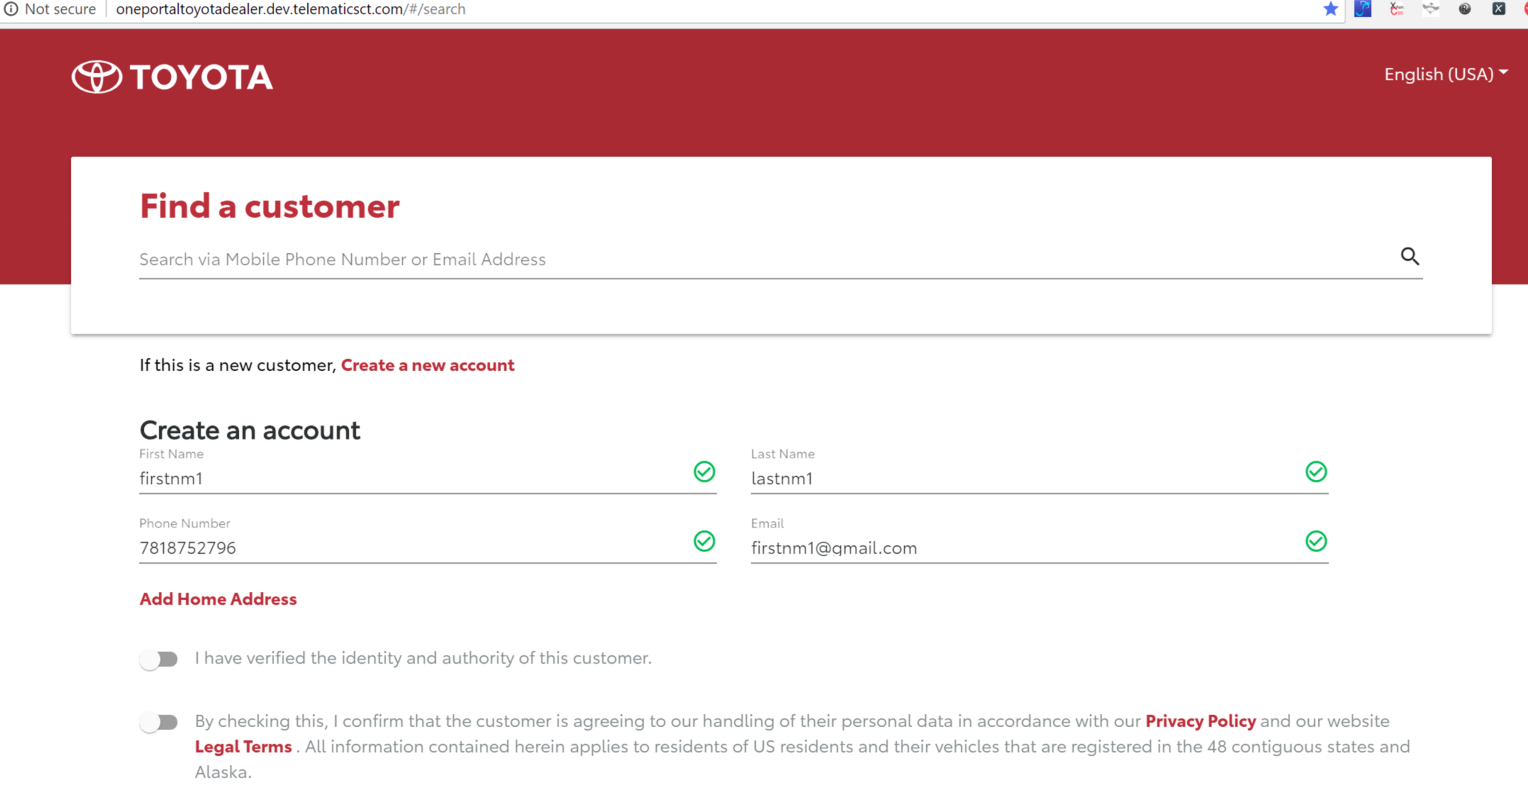 Not secure oneportaltoyotadealer.dev.telematicsct.com/#/search
TOYOTA
English (USA)
Find a customer
Search via Mobile Phone Number or Email Address
If this is a new customer, Create a new account
Create an account
First Name
firstnm1
Last Name
lastnm1
Phone Number
7818752796
Email
firstnm1@gmail.com
Add Home Address
I have verified the identity and authority of this customer.
By checking this, I confirm that the customer is agreeing to our handling of their personal data in accordance with our Privacy Policy and our website
Legal Terms . All information contained herein applies to residents of US residents and their vehicles that are registered in the 48 contiguous states and
Alaska.